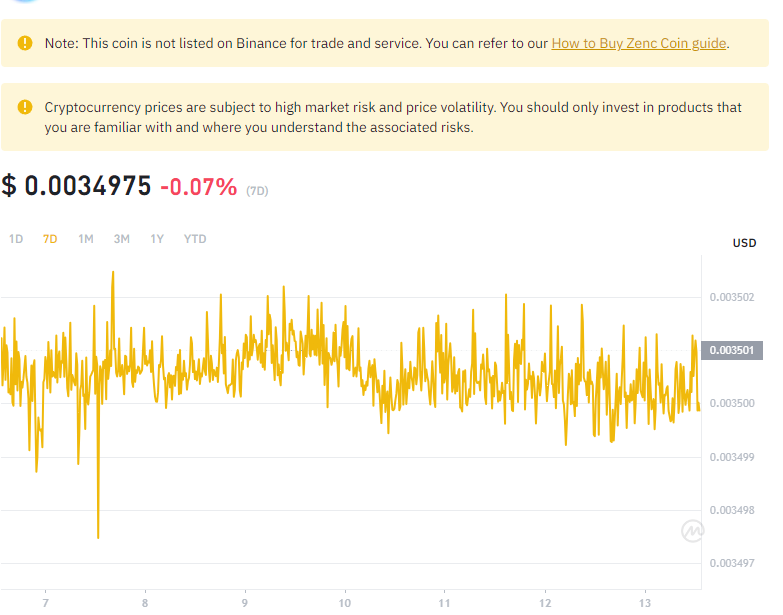 Note: This coin is not listed on Binance for trade and service. You can refer to our How to Buy Zenc Coin guide.
Cryptocurrency prices are subject to high market risk and price volatility. You should only invest in products that
you are familiar with and where you understand the associated risks.
$ 0.0034975 -0.07% (7D)
1D 7D 1M 3M 1Y YTD
USD
0.003502
0.003501
0.003500
0.003499
0.003498
0.003497
7 8 9 10 11 12 13